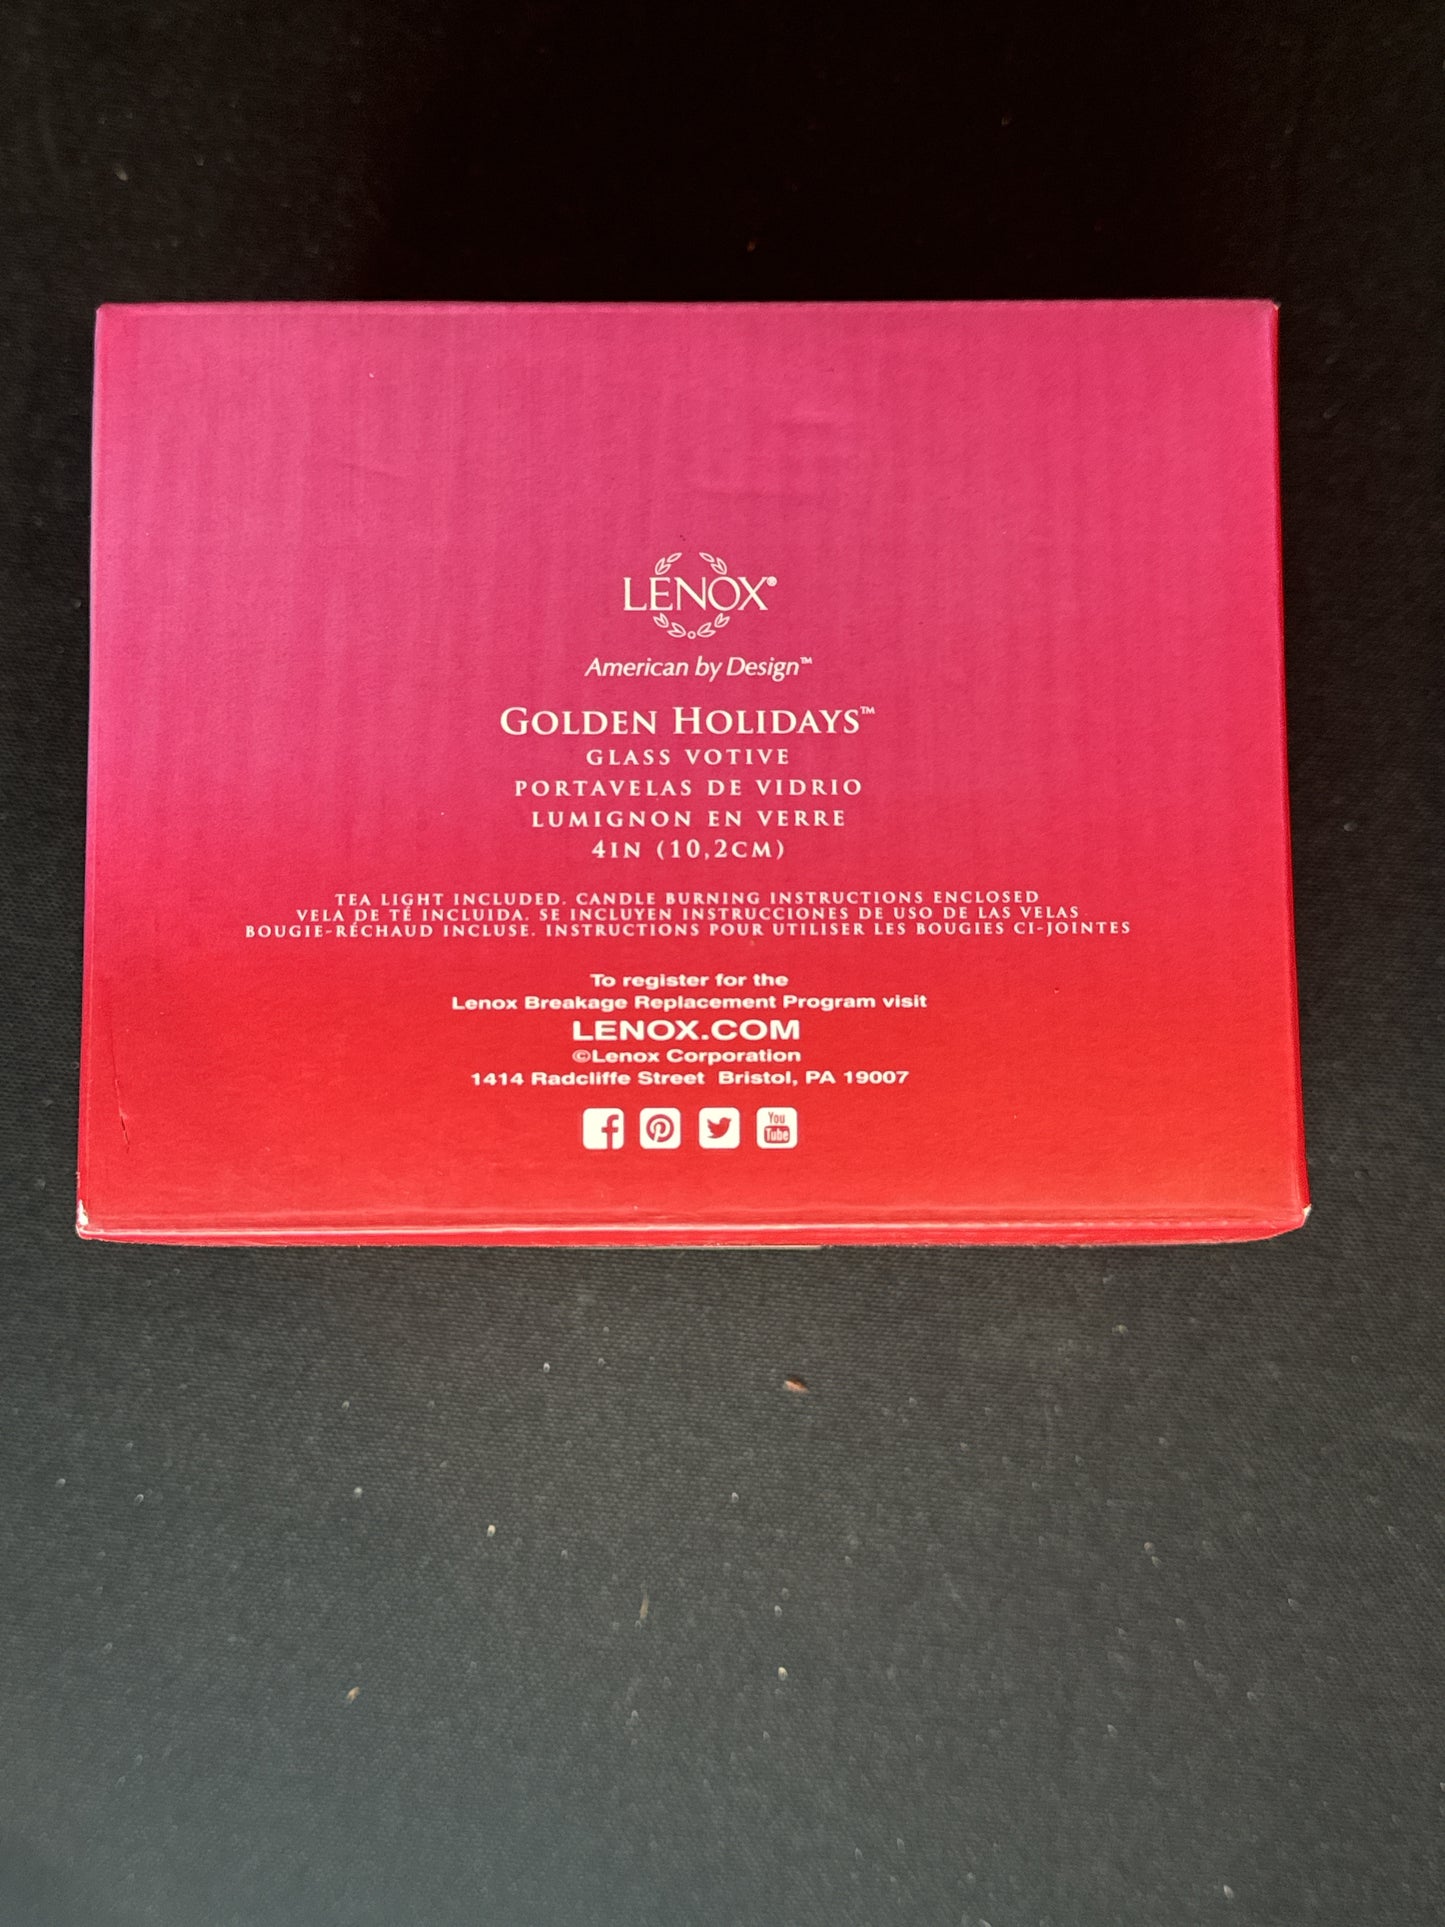 LENOX®
American by Design™
GOLDEN HOLIDAYS™
GLASS VOTIVE
PORTAVELAS DE VIDRIO
LUMIGNON EN VERRE
4IN (10,2CM)
TEA LIGHT INCLUDED. CANDLE BURNING INSTRUCTIONS ENCLOSED
VELA DE TÉ INCLUIDA. SE INCLUYEN INSTRUCCIONES DE USO DE LAS VELAS
BOUGIE-RÉCHAUD INCLUSE. INSTRUCTIONS POUR UTILISER LES BOUGIES CI-JOINTES
To register for the
Lenox Breakage Replacement Program visit
LENOX.COM
©Lenox Corporation
1414 Radcliffe Street Bristol, PA 19007
You
Tube